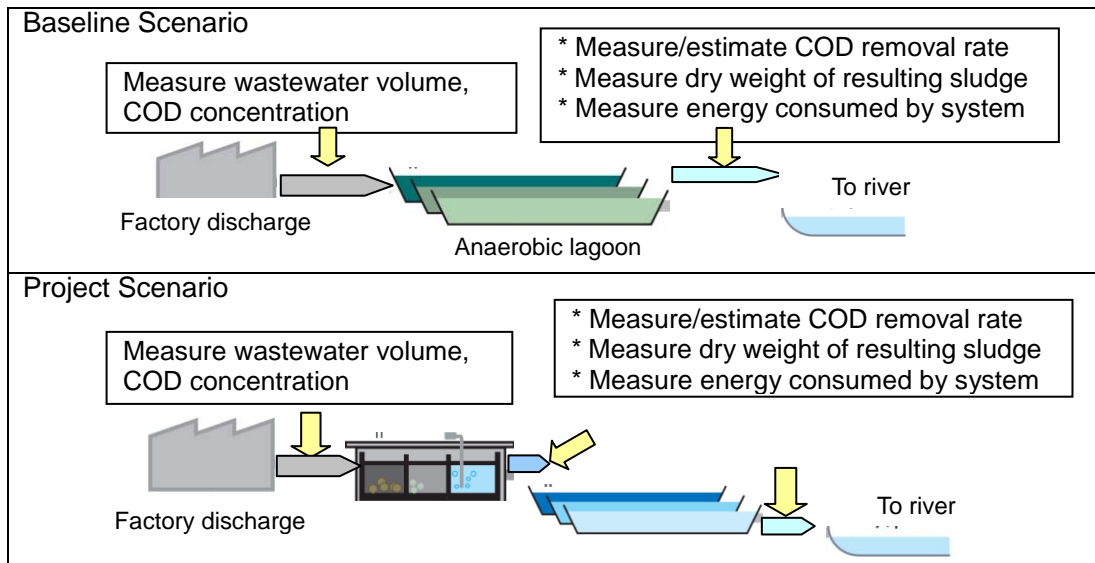 Baseline Scenario
Measure wastewater volume,
COD concentration
* Measure/estimate COD removal rate
* Measure dry weight of resulting sludge
* Measure energy consumed by system
Factory discharge
Anaerobic lagoon
To river
Project Scenario
Measure wastewater volume,
COD concentration
* Measure/estimate COD removal rate
* Measure dry weight of resulting sludge
* Measure energy consumed by system
Factory discharge
To river